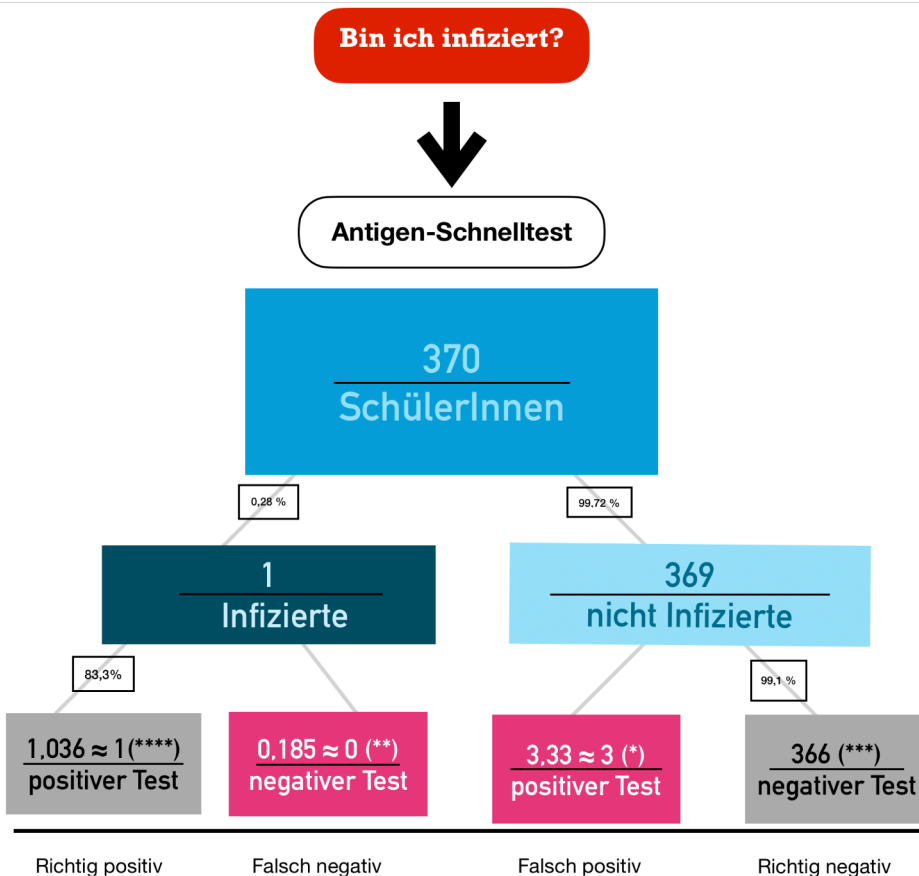 Bin ich infiziert?
Antigen-Schnelltest
370
SchülerInnen
0,28 %
99,72 %
1
Infizierte
369
nicht Infizierte
83,3%
99,1 %
1,036 ≈ 1(****)
positiver Test
0,185 ≈ 0 (**)
negativer Test
3,33 ≈ 3 (*)
positiver Test
366 (***)
negativer Test
Richtig positiv
Falsch negativ
Falsch positiv
Richtig negativ